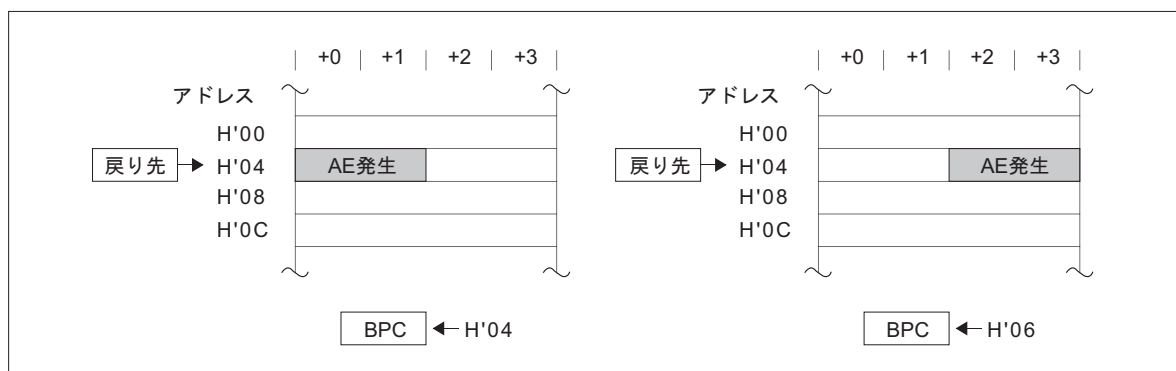 +0 +1 +2 +3
アドレス
H'00
戻り先 H'04 AE発生
H'08
H'0C
BPC H'04
+0 +1 +2 +3
アドレス
H'00
戻り先 H'04 AE発生
H'08
H'0C
BPC H'06